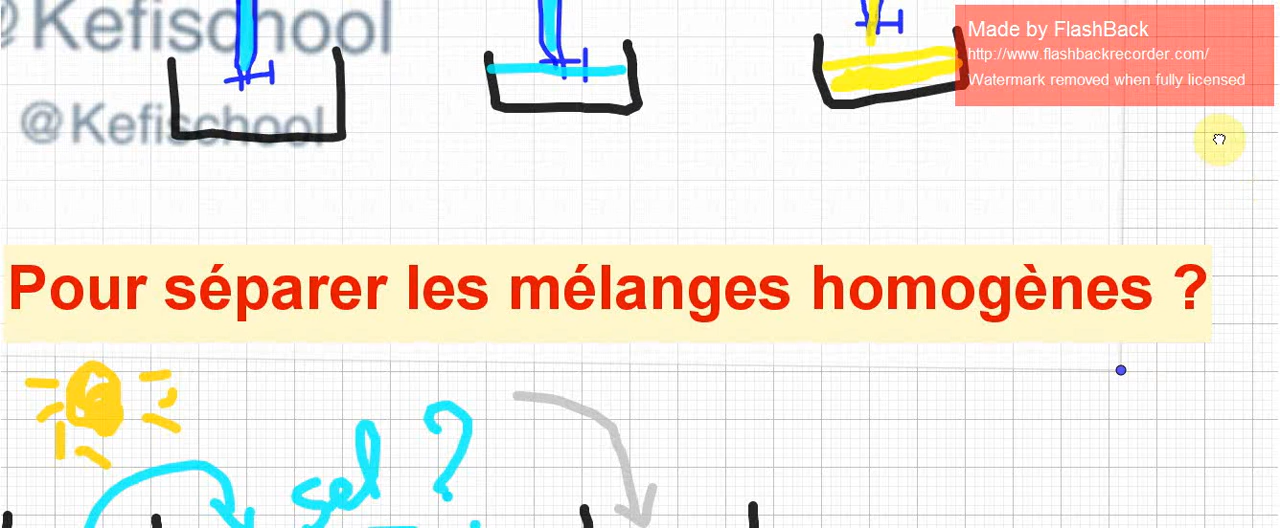 @Kefischool
Made by FlashBack
http://www.flashbackrecorder.com/
Watermark removed when fully licensed
@Kefischool
Pour séparer les mélanges homogènes ?
sel ?